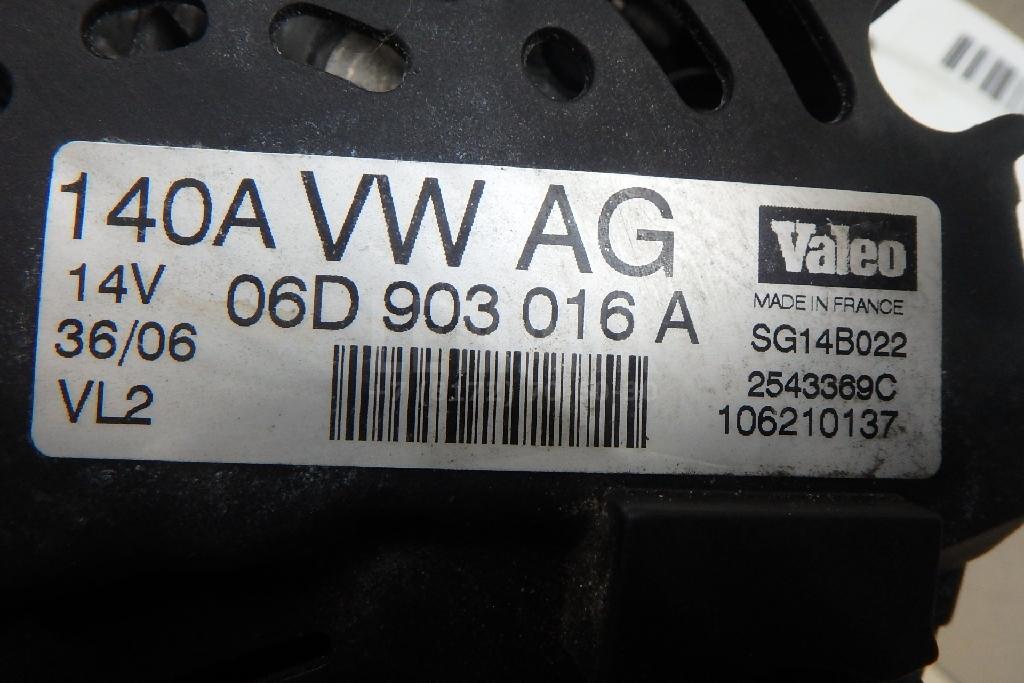 140A VW AG
14V
06D 903 016 A
36/06
VL2
Valeo
MADE IN FRANCE
SG14B022
2543369C
106210137